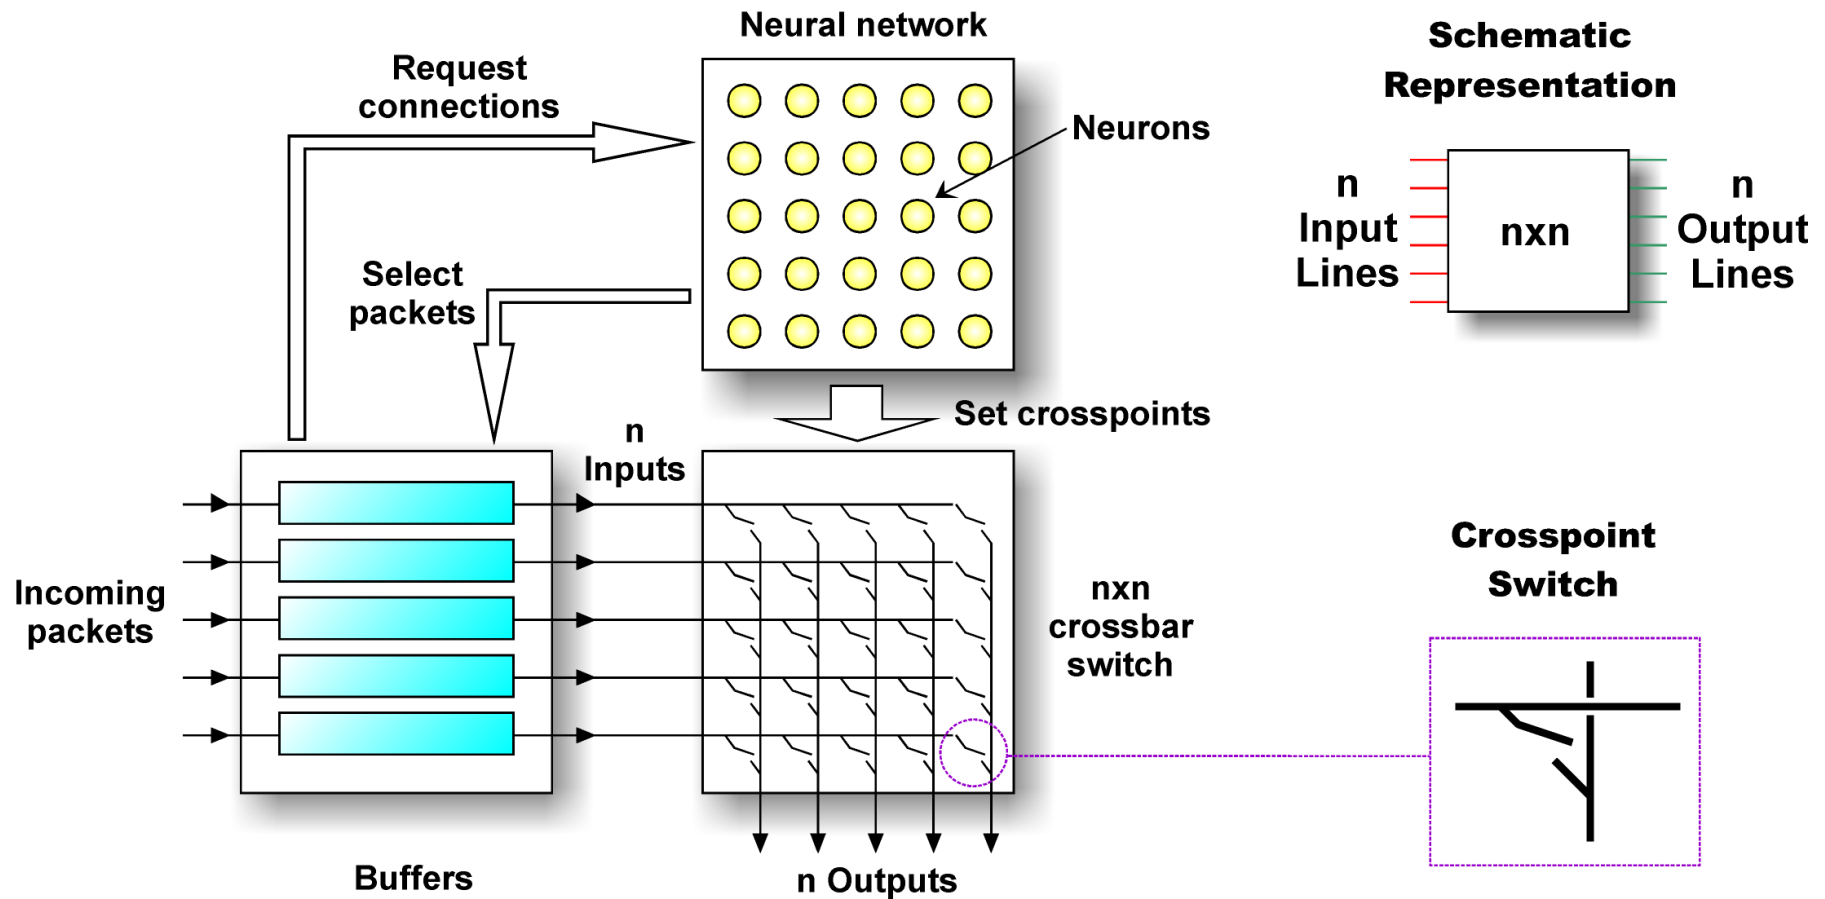 Neural network
Request
connections
Neurons
Select
packets
Set crosspoints
n
Inputs
Incoming
packets
nxn
crossbar
switch
Buffers
n Outputs
Schematic
Representation
n
Input
Lines
nxn
n
Output
Lines
Crosspoint
Switch